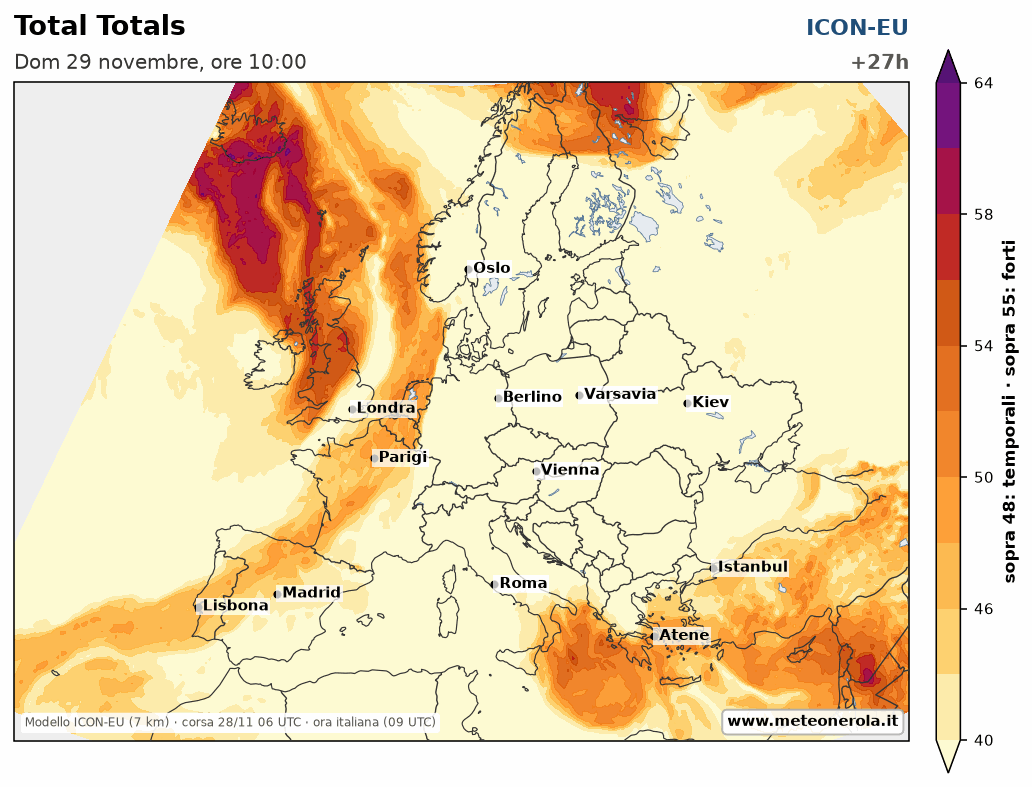 Total Totals
ICON-EU
Dom 29 novembre, ore 10:00
+27h
64
58
54
50
46
40
sopra 48: temporali · sopra 55: forti
Oslo
Berlino
Varsavia
Kiev
Londra
Parigi
Vienna
Istanbul
Roma
Madrid
Lisbona
Atene
Modello ICON-EU (7 km) · corsa 28/11 06 UTC · ora italiana (09 UTC)
www.meteonerola.it